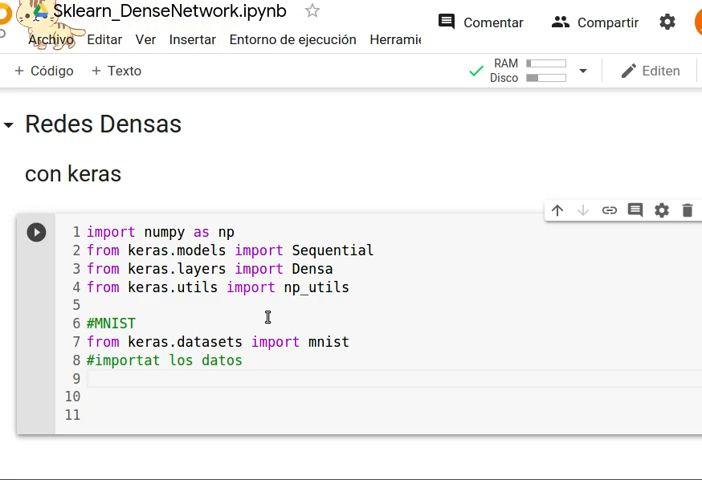 Sklearn_DenseNetwork.ipynb
Comentar
Compartir
Archivo Editar Ver Insertar Entorno de ejecución
+ Código + Texto
RAM
Disco
Editen
Redes Densas
con keras
1 import numpy as np
2 from keras.models import Sequential
3 from keras.layers import Densa
4 from keras.utils import np_utils
5
6 #MNIST
7 from keras.datasets import mnist
8 #importat los datos
9
10
11